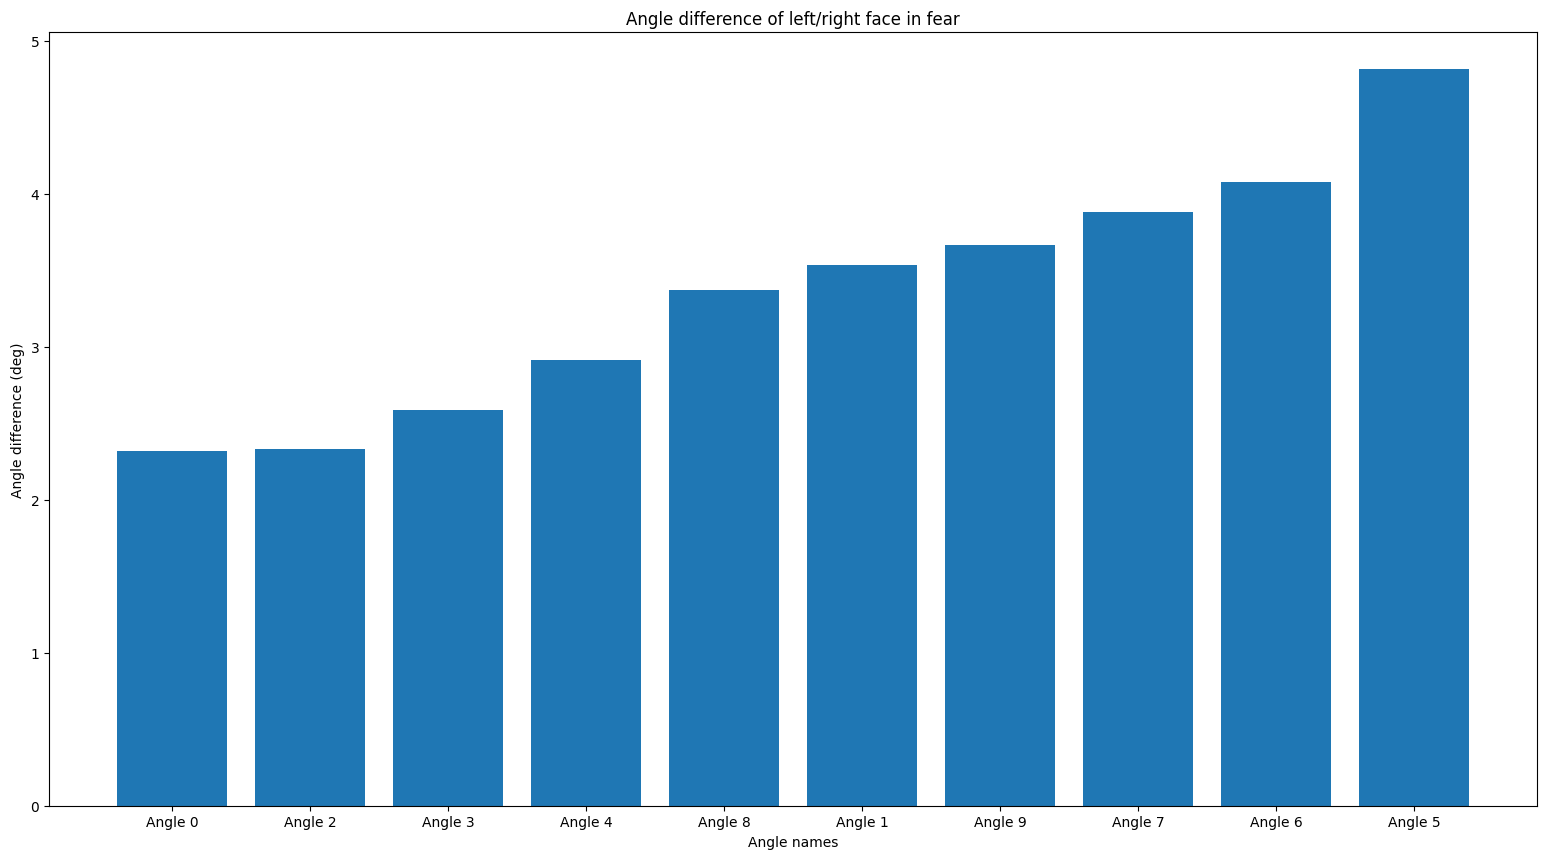 Angle difference of left/right face in fear
Angle difference (deg)
5
4
3
2
1
0
Angle 0 Angle 2 Angle 3 Angle 4 Angle 8 Angle 1 Angle 9 Angle 7 Angle 6 Angle 5
Angle names